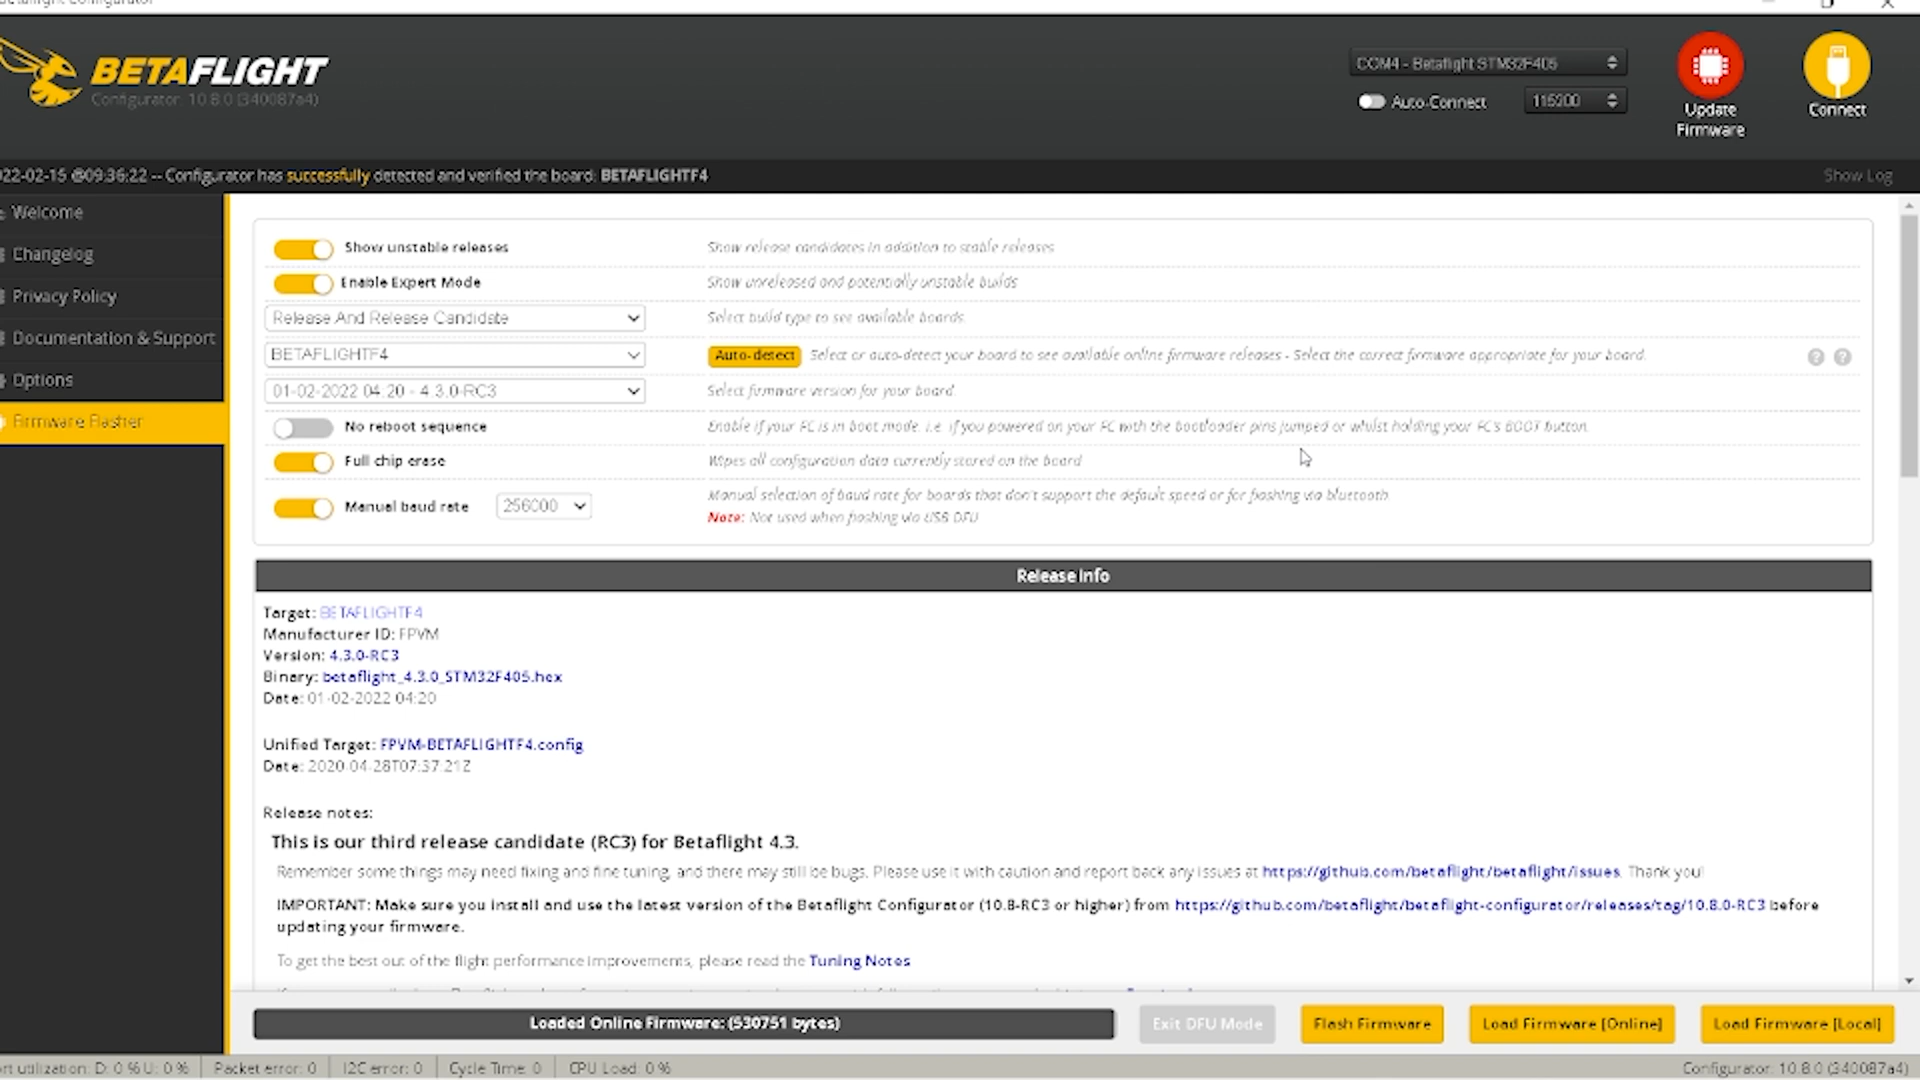 BETAFLIGHT
Configurator: 10.8.0 (340087a4)
COM4 - Betaflight STM32F405
Auto-Connect
115200
Update
Firmware
Connect
22-02-15 @09:36:22 -- Configurator has successfully detected and verified the board: BETAFLIGHTF4
Show Log
Welcome
Changelog
Privacy Policy
Documentation & Support
Options
Firmware Flasher
Show unstable releases
Show release candidates in addition to stable releases
Enable Expert Mode
Show unreleased and potentially unstable builds
Release And Release Candidate
Select build type to see available boards.
BETAFLIGHTF4
Auto-detect Select or auto-detect your board to see available online firmware releases - Select the correct firmware appropriate for your board.
? ?
01-02-2022 04:20 - 4.3.0-RC3
Select firmware version for your board.
No reboot sequence
Enable if your FC is in boot mode. i.e. if you powered on your FC with the bootloader pins jumped or whilst holding your FC's BOOT button.
Full chip erase
Wipes all configuration data currently stored on the board
Manual baud rate
256000
Manual selection of baud rate for boards that don't support the default speed or for flashing via bluetooth
Note: Not used when flashing via USB DFU
Release info
Target: BETAFLIGHTF4
Manufacturer ID: FPVM
Version: 4.3.0-RC3
Binary: betaflight_4.3.0_STM32F405.hex
Date: 01-02-2022 04:20
Unified Target: FPVM-BETAFLIGHTF4.config
Date: 2020-04-28T07:37:21Z
Release notes:
This is our third release candidate (RC3) for Betaflight 4.3.
Remember some things may need fixing and fine tuning, and there may still be bugs. Please use it with caution and report back any issues at https://github.com/betaflight/betaflight/issues. Thank you!
IMPORTANT: Make sure you install and use the latest version of the Betaflight Configurator (10.8-RC3 or higher) from https://github.com/betaflight/betaflight-configurator/releases/tag/10.8.0-RC3 before
updating your firmware.
To get the best out of the flight performance improvements, please read the Tuning Notes
Loaded Online Firmware: (530751 bytes)
Exit DFU Mode
Flash Firmware
Load Firmware [Online]
Load Firmware [Local]
rt utilization: D: 0% U: 0%
Packet error: 0
I2C error: 0
Cycle Time: 0
CPU Load: 0%
Configurator: 10.8.0 (340087a4)